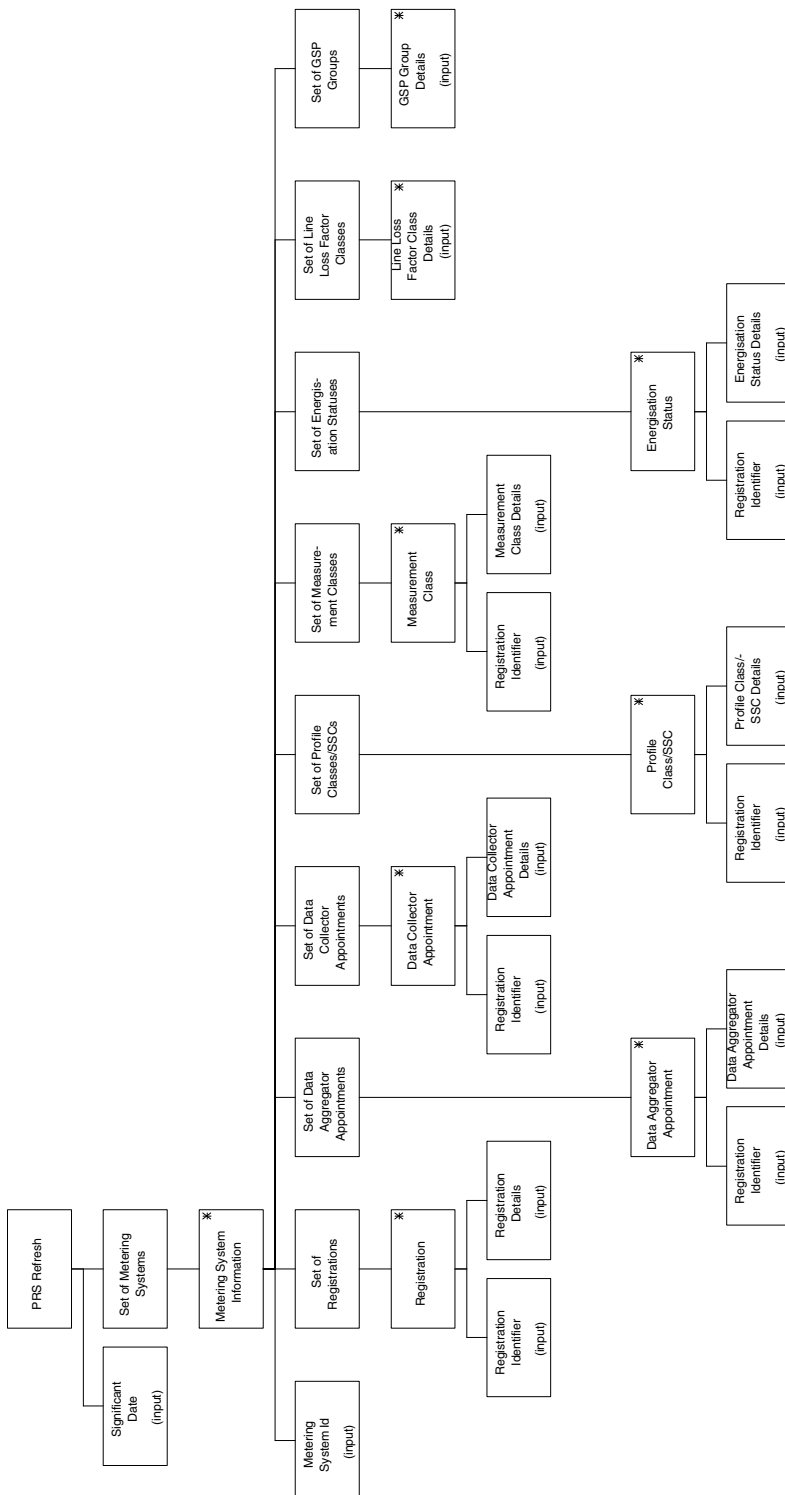 PRS Refresh
Significant
Date
(input)
Set of Metering
Systems
*
Metering System
Information
Metering
System Id
(input)
Set of
Registrations
Set of Data
Aggregator
Appointments
Set of Data
Collector
Appointments
Set of Profile
Classes/SSCs
Set of Measure-
ment Classes
Set of Energis-
ation Statuses
Set of Line
Loss Factor
Classes
Set of GSP
Groups
*
Registration
*
Data Collector
Appointment
*
Measurement
Class
*
Line Loss
Factor Class
Details
(input)
*
GSP Group
Details
(input)
Registration
Identifier
(input)
Registration
Details
(input)
Registration
Identifier
(input)
Data Collector
Appointment
Details
(input)
Registration
Identifier
(input)
Measurement
Class Details
(input)
*
Data Aggregator
Appointment
*
Profile
Class/SSC
*
Energisation
Status
Registration
Identifier
(input)
Data Aggregator
Appointment
Details
(input)
Registration
Identifier
(input)
Profile Class/-
SSC Details
(input)
Registration
Identifier
(input)
Energisation
Status Details
(input)